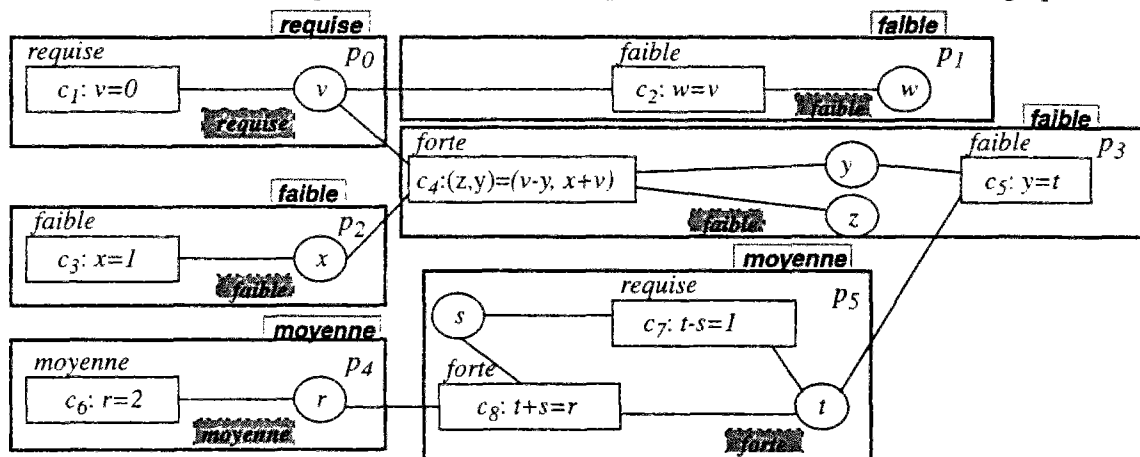 requise
requise
p0
c1: v=0
v
requise
faible
faible
p1
c2: w=v
w
faible
faible
p3
forte
c4:(z,y)=(v-y, x+v)
y
z
faible
c5: y=t
faible
faible
faible
p2
c3: x=1
x
faible
moyenne
requise
p5
s
c7: t-s=1
forte
c8: t+s=r
t
forte
moyenne
moyenne
p4
c6: r=2
r
moyenne